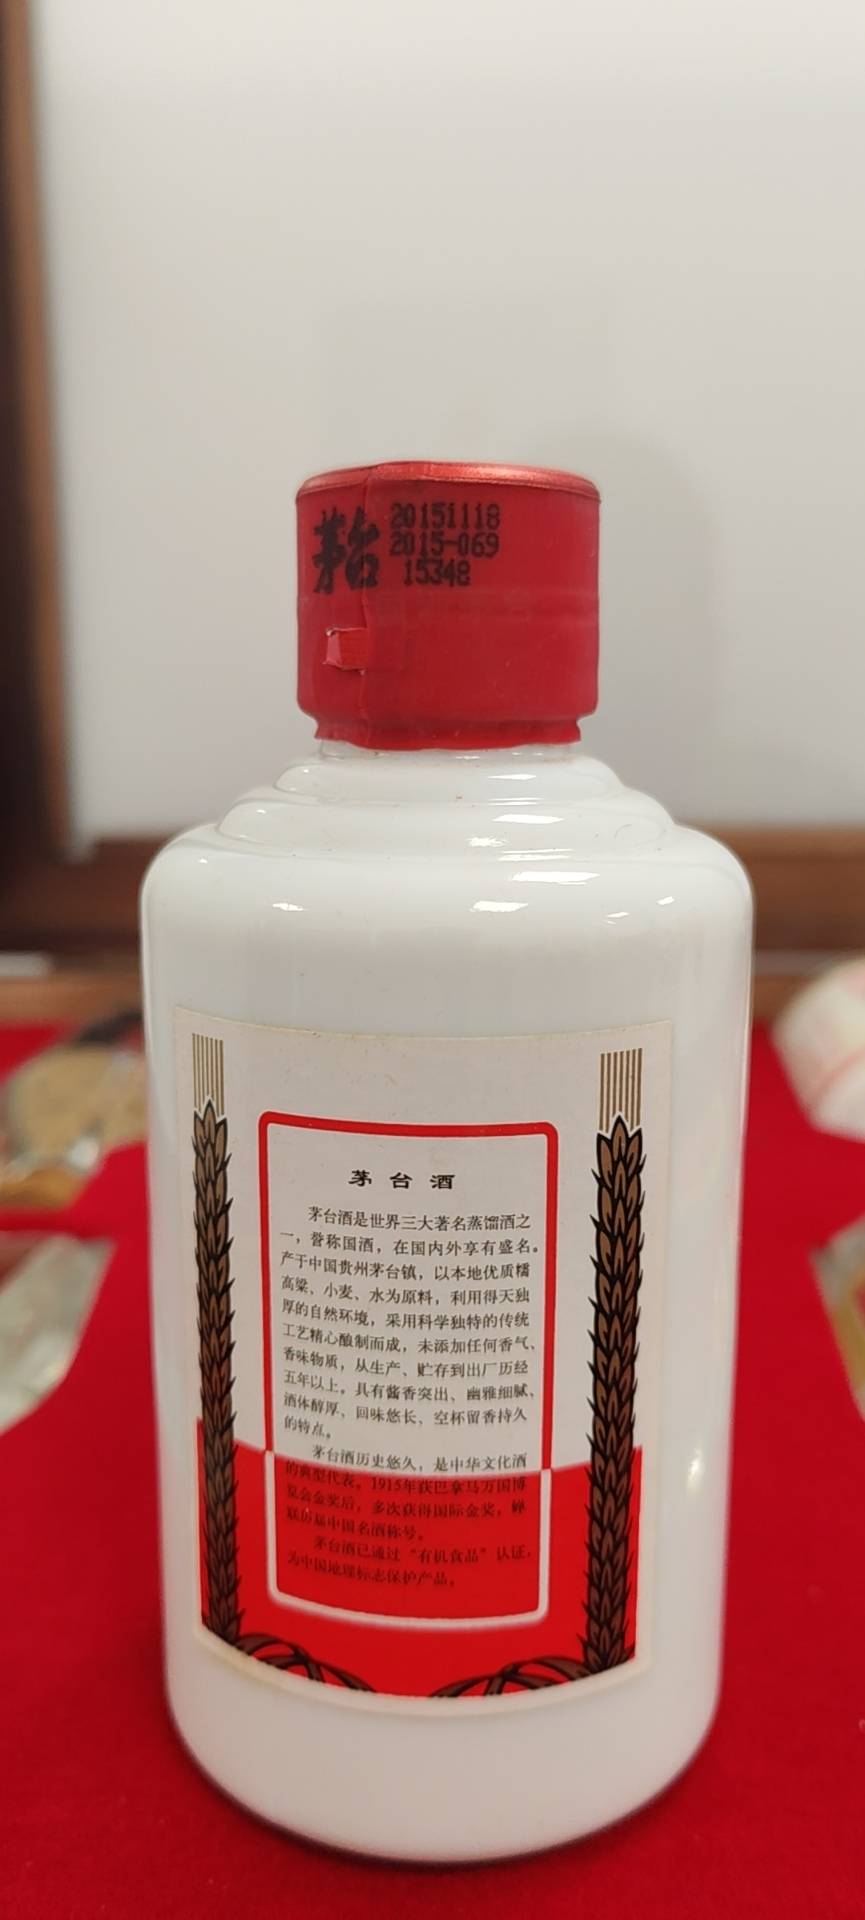 茅台
20151118
2015-069
15348
茅台酒
茅台酒是世界三大著名蒸馏酒之
一，誉称国酒，在国内外享有盛名。
产于中国贵州茅台镇，以本地优质糯
高粱、小麦、水为原料，利用得天独
厚的自然环境，采用科学独特的传统
工艺精心酿制而成，未添加任何香气、
香味物质，从生产、贮存到出厂历经
五年以上。具有酱香突出、幽雅细腻、
酒体醇厚、回味悠长、空杯留香持久
的特点。
茅台酒历史悠久，是中华文化酒
的典型代表。1915年获巴拿马万国博
览会金奖后，多次获得国际金奖，蝉
联历届中国名酒称号。
茅台酒已通过“有机食品”认证，
为中国地理标志保护产品。